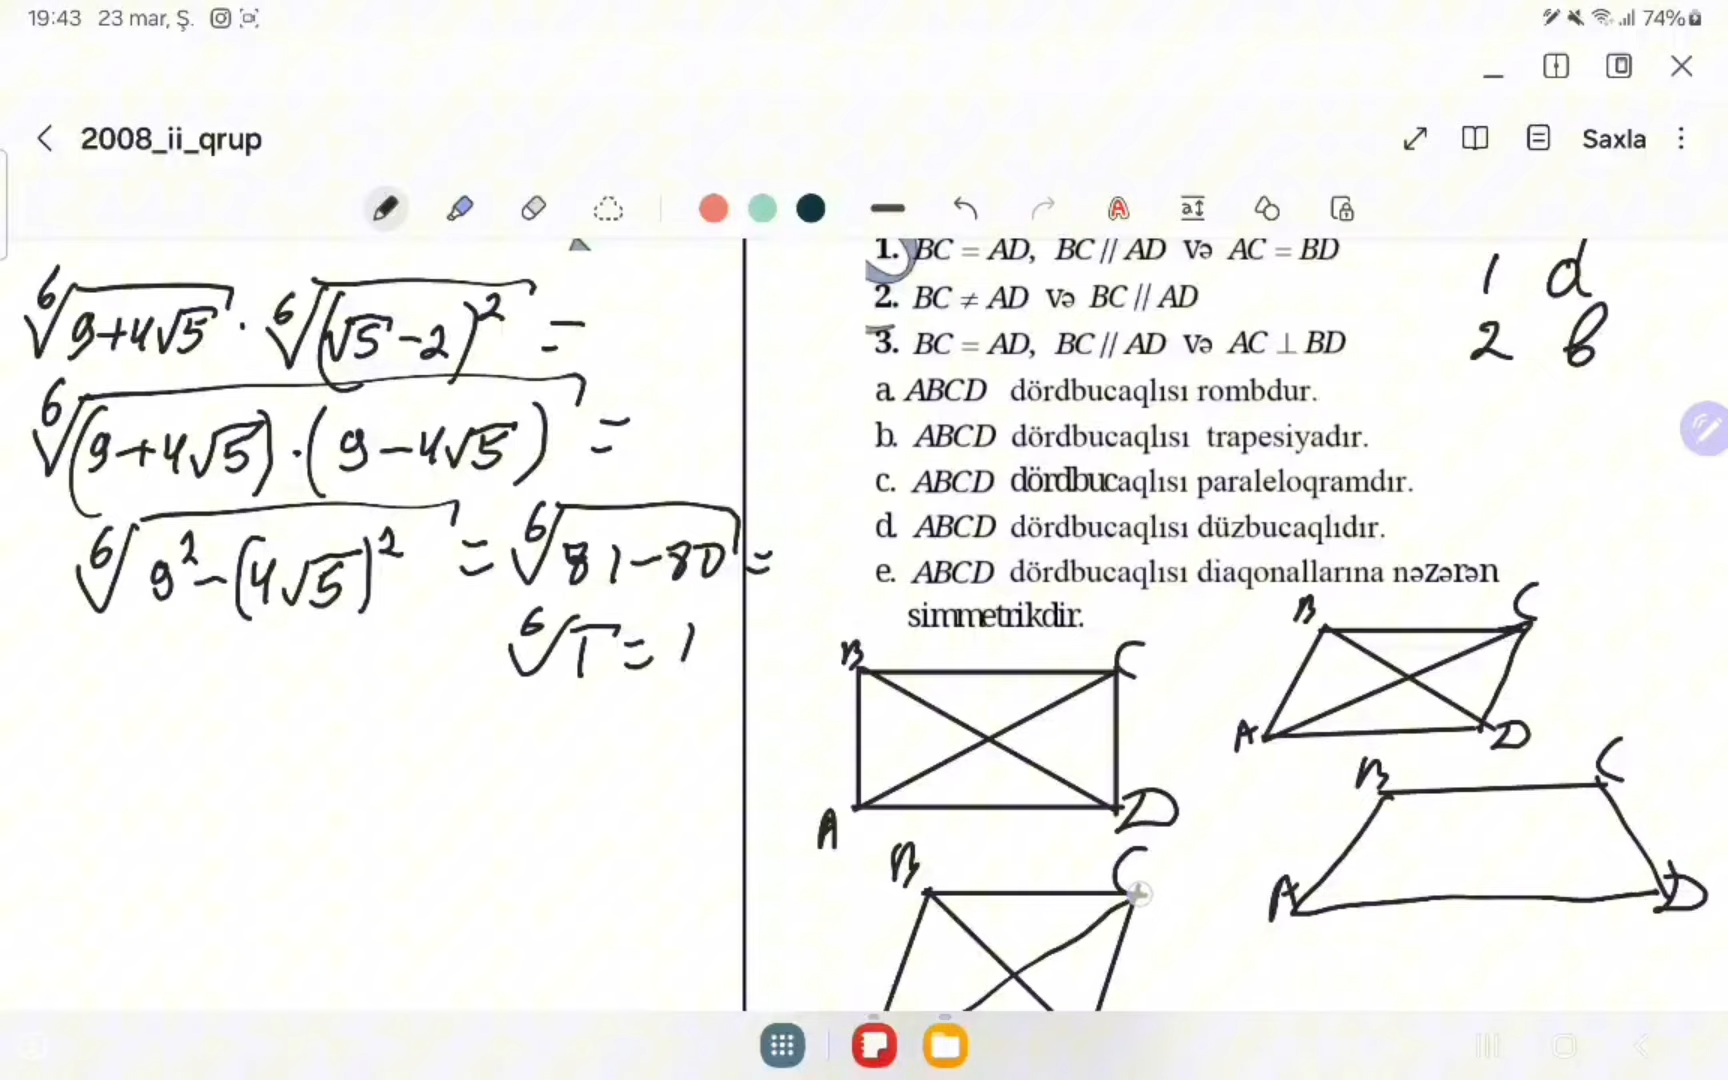 19:43 23 mar, Ş. 74%
2008_ii_qrup
Saxla
⁶√(9+4√5) · ⁶√((√5-2)²) =
⁶√((9+4√5)·(9-4√5)) =
⁶√(9²-(4√5)²) = ⁶√(81-80) =
⁶√1 = 1
1. BC = AD, BC // AD və AC = BD
2. BC ≠ AD və BC // AD
3. BC = AD, BC // AD və AC ⊥ BD
1 d
2 b
a. ABCD dördbucaqlısı rombdur.
b. ABCD dördbucaqlısı trapesiyadır.
c. ABCD dördbucaqlısı paraleloqramdır.
d. ABCD dördbucaqlısı düzbucaqlıdır.
e. ABCD dördbucaqlısı diaqonallarına nəzərən
simmetrikdir.
B C
A D
B C
A D
B C
A D
B C